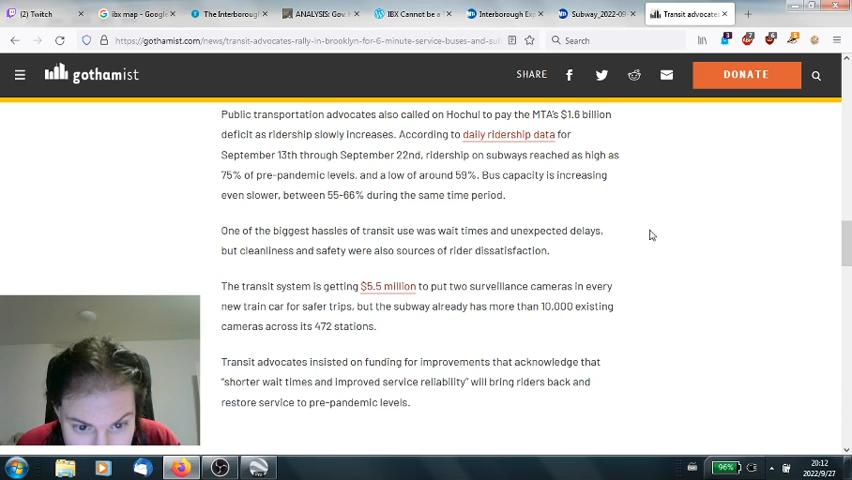 Twitch
ibx map - Google
The Interborough
ANALYSIS: Gov.
IBX Cannot be a
Interborough Exp
Subway_2022-09-
Transit advocates
https://gothamist.com/news/transit-advocates-rally-in-brooklyn-for-6-minute-service-buses-and-su
Search
gothamist
SHARE
DONATE
Public transportation advocates also called on Hochul to pay the MTA's $1.6 billion
deficit as ridership slowly increases. According to daily ridership data for
September 13th through September 22nd, ridership on subways reached as high as
75% of pre-pandemic levels, and a low of around 59%. Bus capacity is increasing
even slower, between 55-66% during the same time period.
One of the biggest hassles of transit use was wait times and unexpected delays,
but cleanliness and safety were also sources of rider dissatisfaction.
The transit system is getting $5.5 million to put two surveillance cameras in every
new train car for safer trips, but the subway already has more than 10,000 existing
cameras across its 472 stations.
Transit advocates insisted on funding for improvements that acknowledge that
“shorter wait times and improved service reliability” will bring riders back and
restore service to pre-pandemic levels.
96%
20:12
2022/9/27